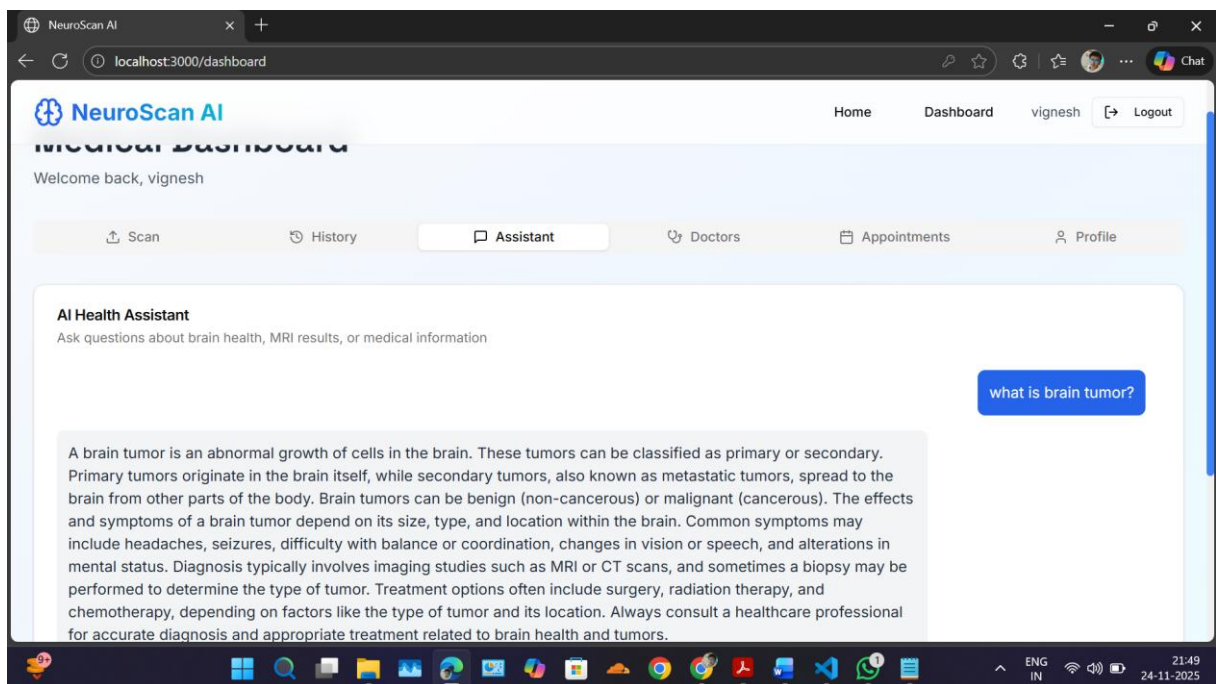 NeuroScan AI
localhost:3000/dashboard
Chat
NeuroScan AI
Home
Dashboard
vignesh
Logout
Medical Dashboard
Welcome back, vignesh
Scan
History
Assistant
Doctors
Appointments
Profile
AI Health Assistant
Ask questions about brain health, MRI results, or medical information
what is brain tumor?
A brain tumor is an abnormal growth of cells in the brain. These tumors can be classified as primary or secondary.
Primary tumors originate in the brain itself, while secondary tumors, also known as metastatic tumors, spread to the
brain from other parts of the body. Brain tumors can be benign (non-cancerous) or malignant (cancerous). The effects
and symptoms of a brain tumor depend on its size, type, and location within the brain. Common symptoms may
include headaches, seizures, difficulty with balance or coordination, changes in vision or speech, and alterations in
mental status. Diagnosis typically involves imaging studies such as MRI or CT scans, and sometimes a biopsy may be
performed to determine the type of tumor. Treatment options often include surgery, radiation therapy, and
chemotherapy, depending on factors like the type of tumor and its location. Always consult a healthcare professional
for accurate diagnosis and appropriate treatment related to brain health and tumors.
9+
ENG
IN
21:49
24-11-2025